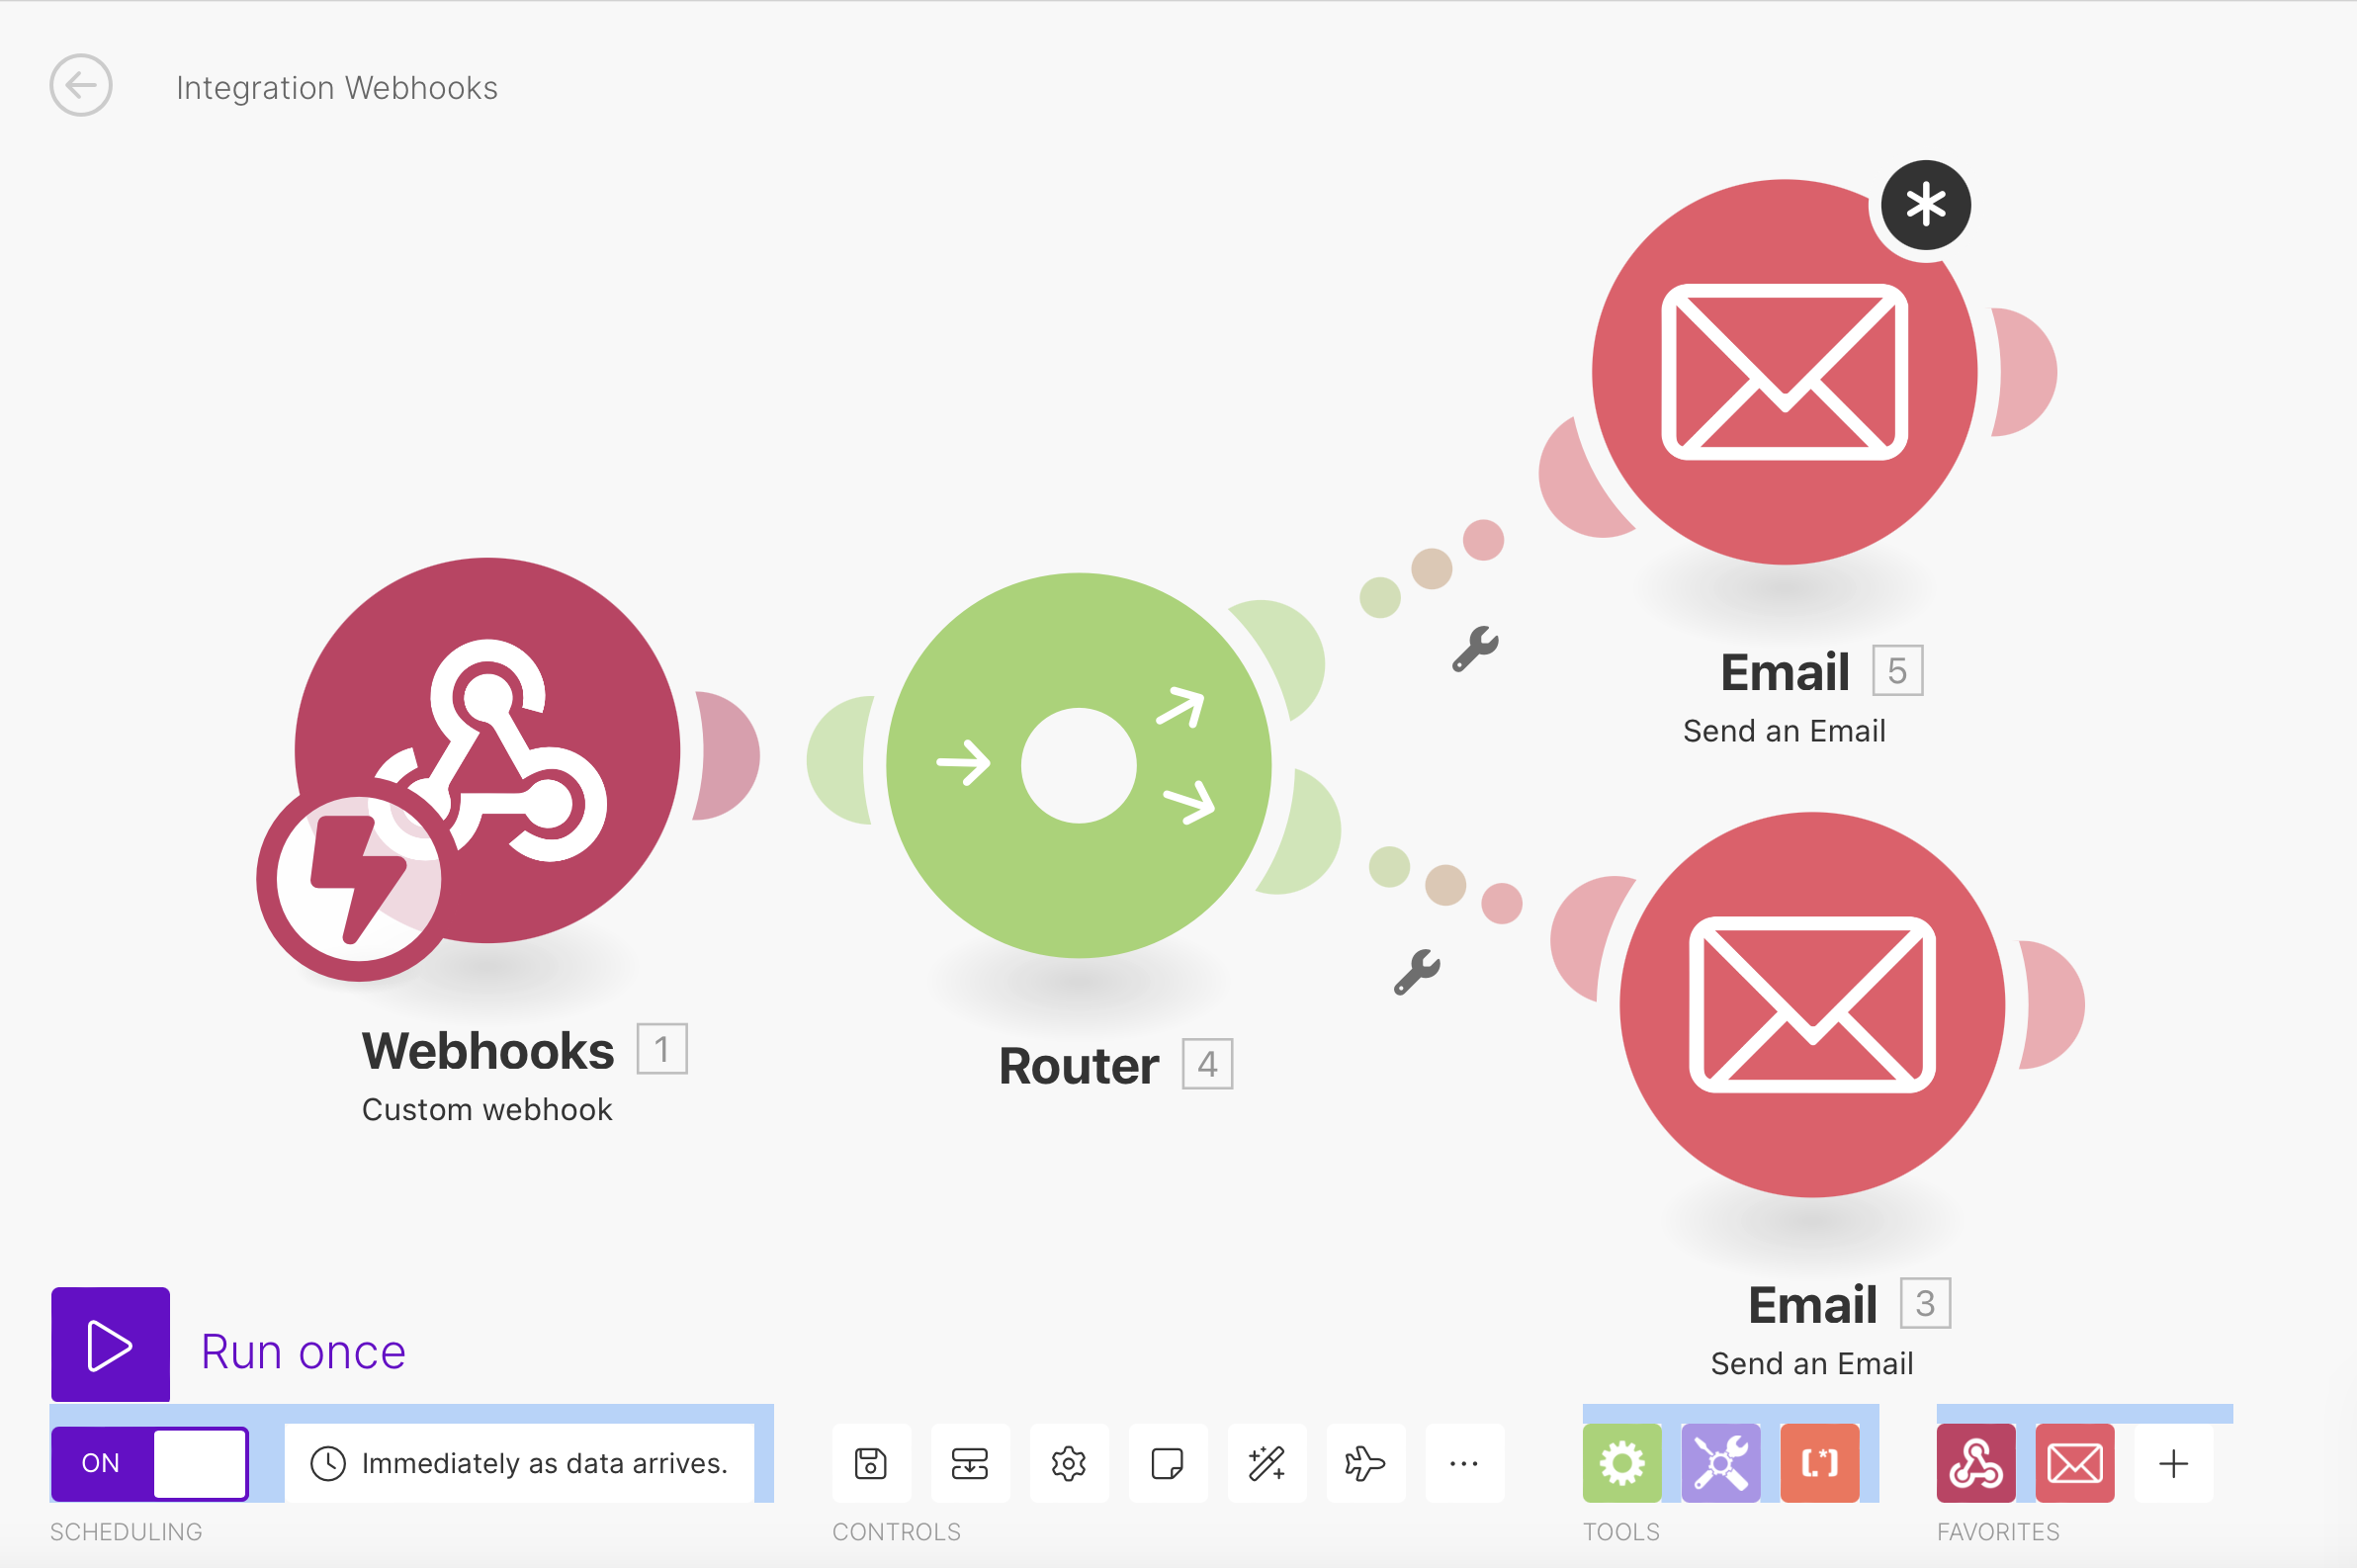 Integration Webhooks
Email 5
Send an Email
Webhooks 1
Custom webhook
Router 4
Email 3
Send an Email
Run once
ON
Immediately as data arrives.
SCHEDULING
CONTROLS
TOOLS
FAVORITES